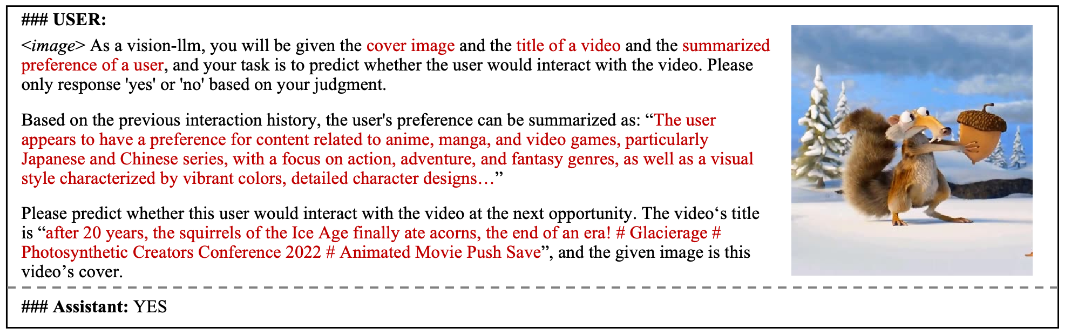 ### USER:
<image> As a vision-llm, you will be given the cover image and the title of a video and the summarized
preference of a user, and your task is to predict whether the user would interact with the video. Please
only response 'yes' or 'no' based on your judgment.
Based on the previous interaction history, the user's preference can be summarized as: “The user
appears to have a preference for content related to anime, manga, and video games, particularly
Japanese and Chinese series, with a focus on action, adventure, and fantasy genres, as well as a visual
style characterized by vibrant colors, detailed character designs…”
Please predict whether this user would interact with the video at the next opportunity. The video‘s title
is “after 20 years, the squirrels of the Ice Age finally ate acorns, the end of an era! # Glacierage #
Photosynthetic Creators Conference 2022 # Animated Movie Push Save”, and the given image is this
video’s cover.
### Assistant: YES